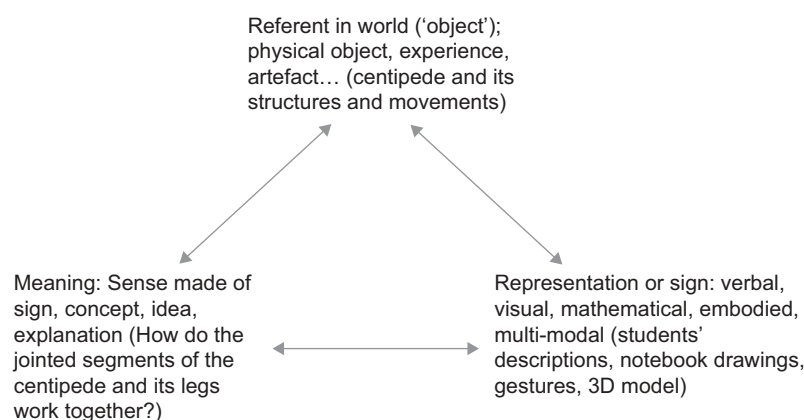 Referent in world (‘object’);
physical object, experience,
artefact… (centipede and its
structures and movements)
Meaning: Sense made of
sign, concept, idea,
explanation (How do the
jointed segments of the
centipede and its legs
work together?)
Representation or sign: verbal,
visual, mathematical, embodied,
multi-modal (students’
descriptions, notebook drawings,
gestures, 3D model)